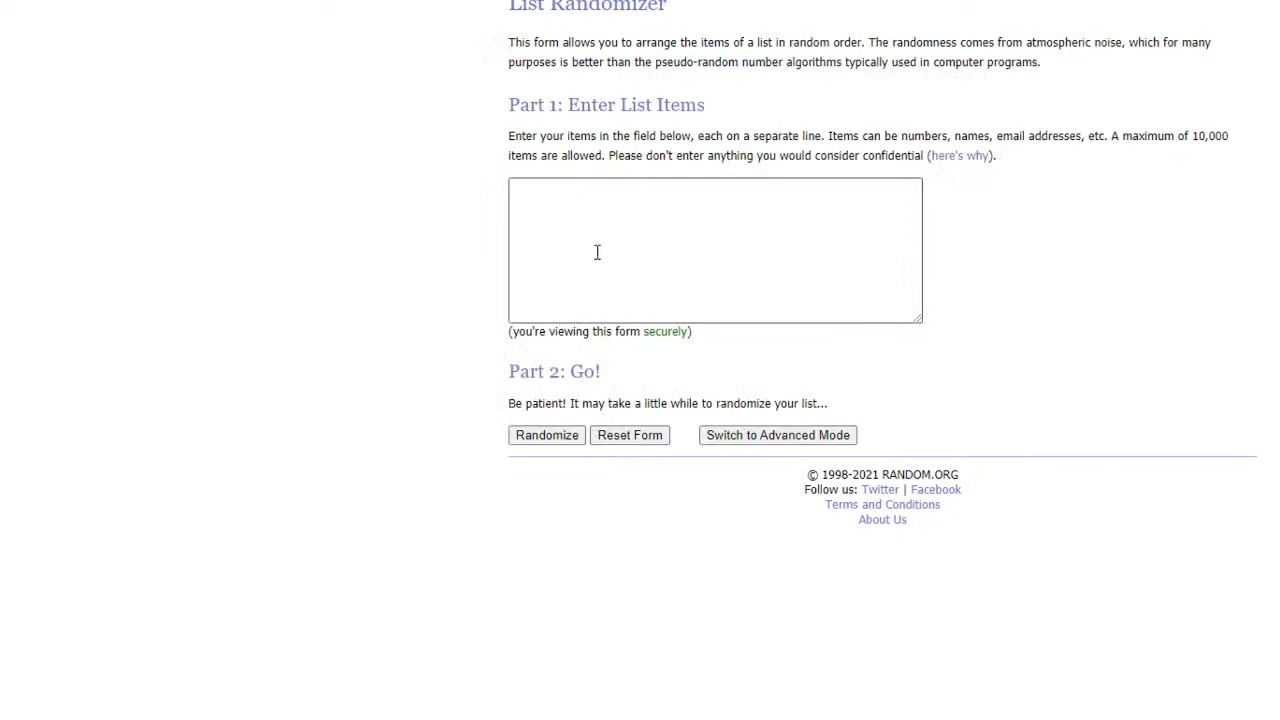 List Randomizer
This form allows you to arrange the items of a list in random order. The randomness comes from atmospheric noise, which for many
purposes is better than the pseudo-random number algorithms typically used in computer programs.
Part 1: Enter List Items
Enter your items in the field below, each on a separate line. Items can be numbers, names, email addresses, etc. A maximum of 10,000
items are allowed. Please don't enter anything you would consider confidential (here's why).
(you're viewing this form securely)
Part 2: Go!
Be patient! It may take a little while to randomize your list...
Randomize Reset Form Switch to Advanced Mode
© 1998-2021 RANDOM.ORG
Follow us: Twitter | Facebook
Terms and Conditions
About Us